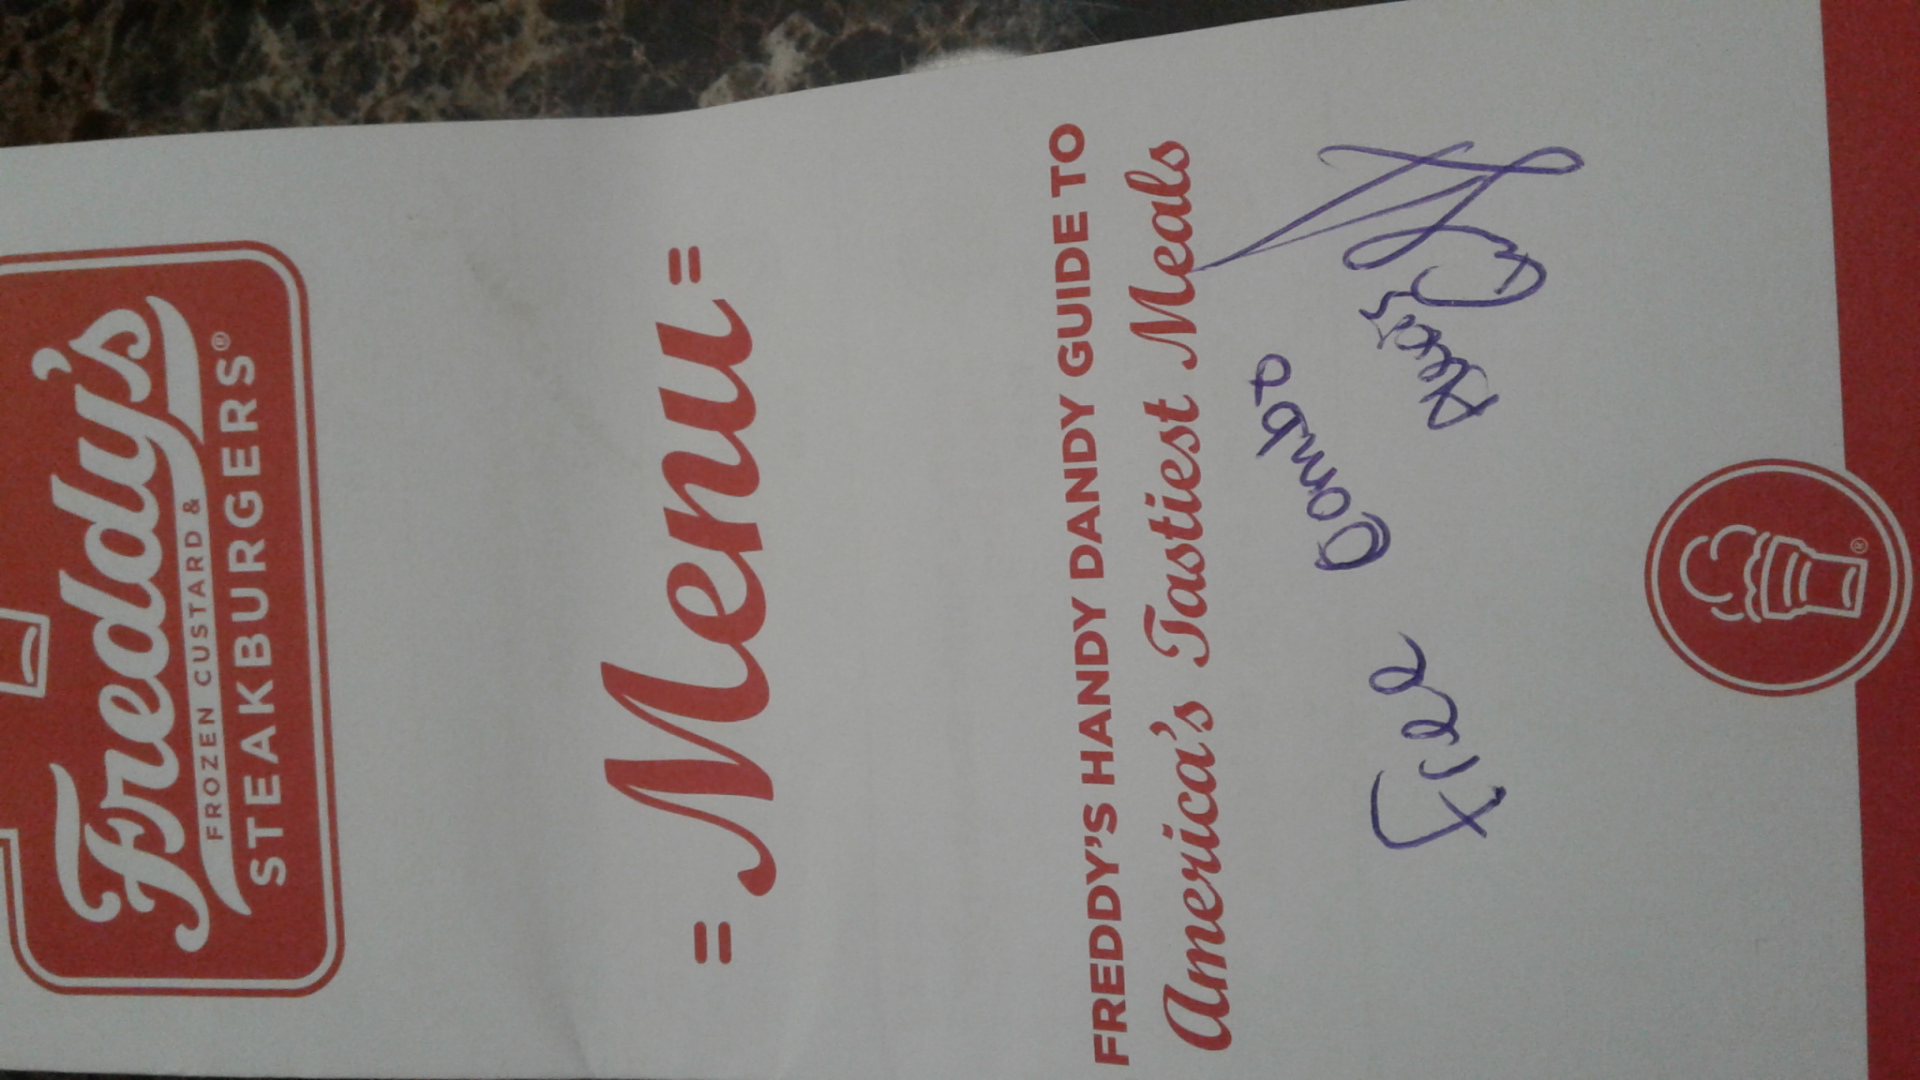 Freddy's
FROZEN CUSTARD &
STEAKBURGERS®
= Menu =
FREDDY'S HANDY DANDY GUIDE TO
America's Tastiest Meals
Free Combo
®